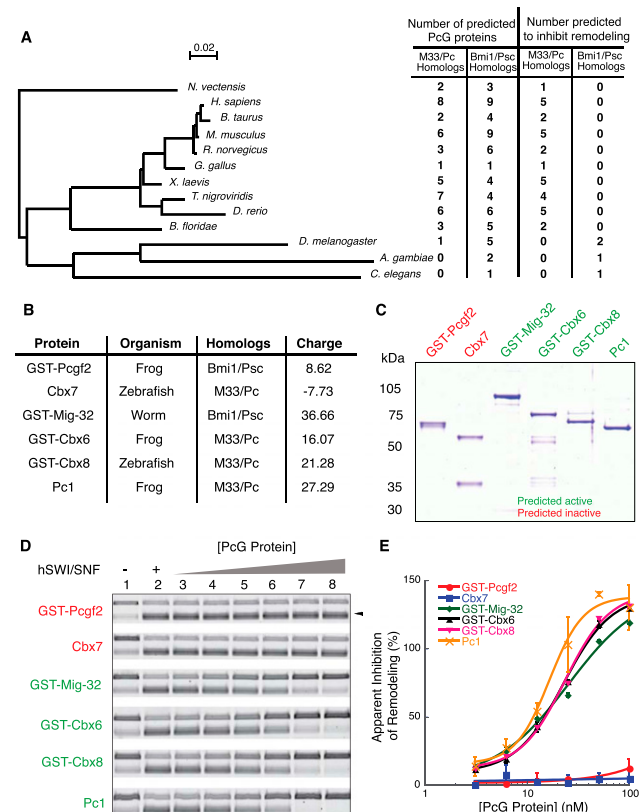 A
0.02
Number of predicted PcG proteins
Number predicted to inhibit remodeling
M33/Pc Homologs
Bmi1/Psc Homologs
M33/Pc Homologs
Bmi1/Psc Homologs
N. vectensis 2 3 1 0
H. sapiens 8 9 5 0
B. taurus 2 4 2 0
M. musculus 6 9 5 0
R. norvegicus 3 6 2 0
G. gallus 1 1 1 0
X. laevis 5 4 5 0
T. nigroviridis 7 4 4 0
D. rerio 6 6 5 0
B. floridae 3 5 2 0
D. melanogaster 1 5 0 2
A. gambiae 0 2 0 1
C. elegans 0 1 0 1
B
Protein Organism Homologs Charge
GST-Pcgf2 Frog Bmi1/Psc 8.62
Cbx7 Zebrafish M33/Pc -7.73
GST-Mig-32 Worm Bmi1/Psc 36.66
GST-Cbx6 Frog M33/Pc 16.07
GST-Cbx8 Zebrafish M33/Pc 21.28
Pc1 Frog M33/Pc 27.29
C
GST-Pcgf2
Cbx7
GST-Mig-32
GST-Cbx6
GST-Cbx8
Pc1
kDa
105
75
50
35
30
Predicted active
Predicted inactive
D
[PcG Protein]
hSWI/SNF - +
1 2 3 4 5 6 7 8
GST-Pcgf2
Cbx7
GST-Mig-32
GST-Cbx6
GST-Cbx8
Pc1
E
GST-Pcgf2
Cbx7
GST-Mig-32
GST-Cbx6
GST-Cbx8
Pc1
Apparent Inhibition
of Remodeling (%)
150
100
50
0
1 10 100
[PcG Protein] (nM)